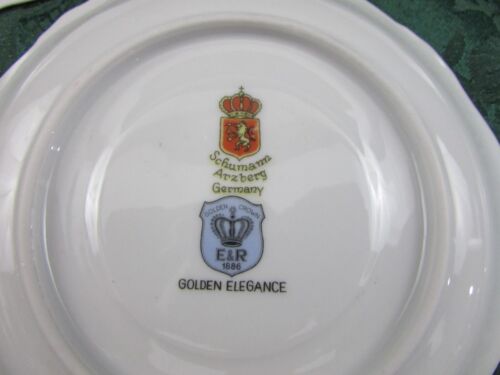 Schumann
Arzberg
Germany
GOLDEN CROWN
E&R
1886
GOLDEN ELEGANCE